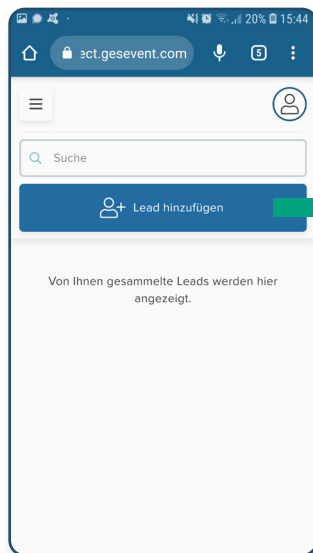 20% 15:44
ect.gesevent.com 5
Suche
Lead hinzufügen
Von Ihnen gesammelte Leads werden hier
angezeigt.